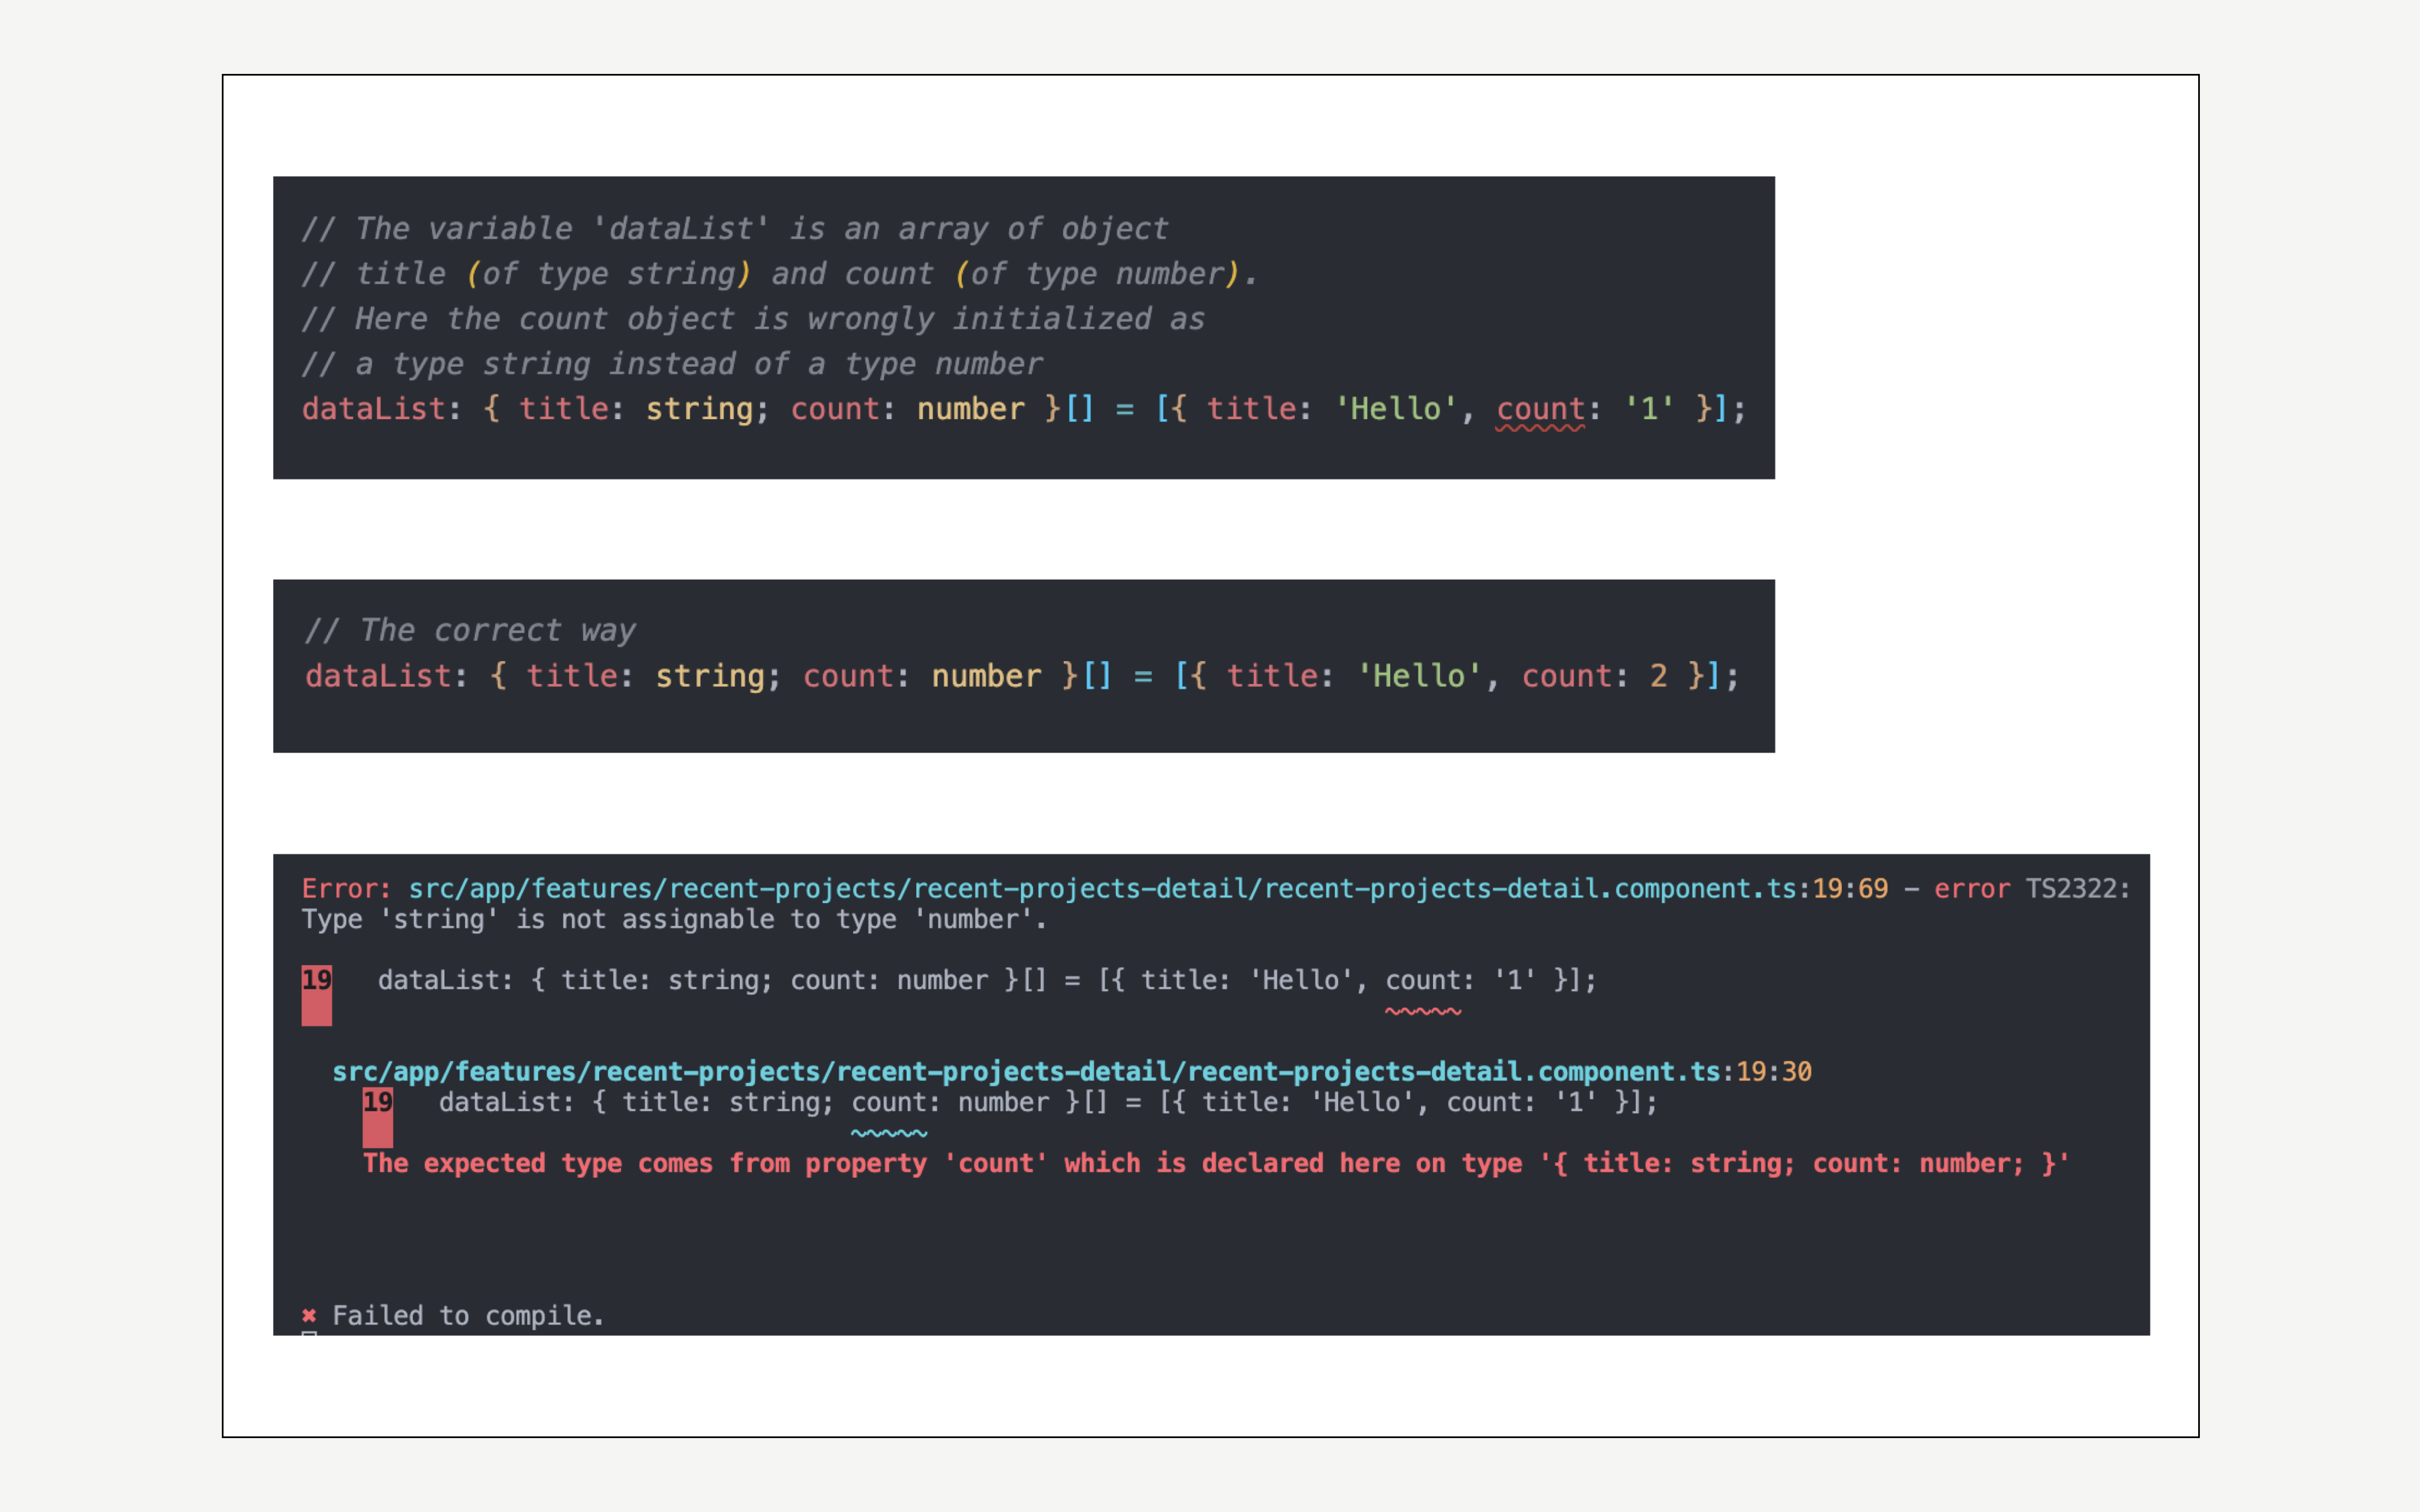 // The variable 'dataList' is an array of object
// title (of type string) and count (of type number).
// Here the count object is wrongly initialized as
// a type string instead of a type number
dataList: { title: string; count: number }[] = [{ title: 'Hello', count: '1' }];
// The correct way
dataList: { title: string; count: number }[] = [{ title: 'Hello', count: 2 }];
Error: src/app/features/recent-projects/recent-projects-detail/recent-projects-detail.component.ts:19:69 - error TS2322:
Type 'string' is not assignable to type 'number'.
19   dataList: { title: string; count: number }[] = [{ title: 'Hello', count: '1' }];
src/app/features/recent-projects/recent-projects-detail/recent-projects-detail.component.ts:19:30
19   dataList: { title: string; count: number }[] = [{ title: 'Hello', count: '1' }];
The expected type comes from property 'count' which is declared here on type '{ title: string; count: number; }'
✖ Failed to compile.